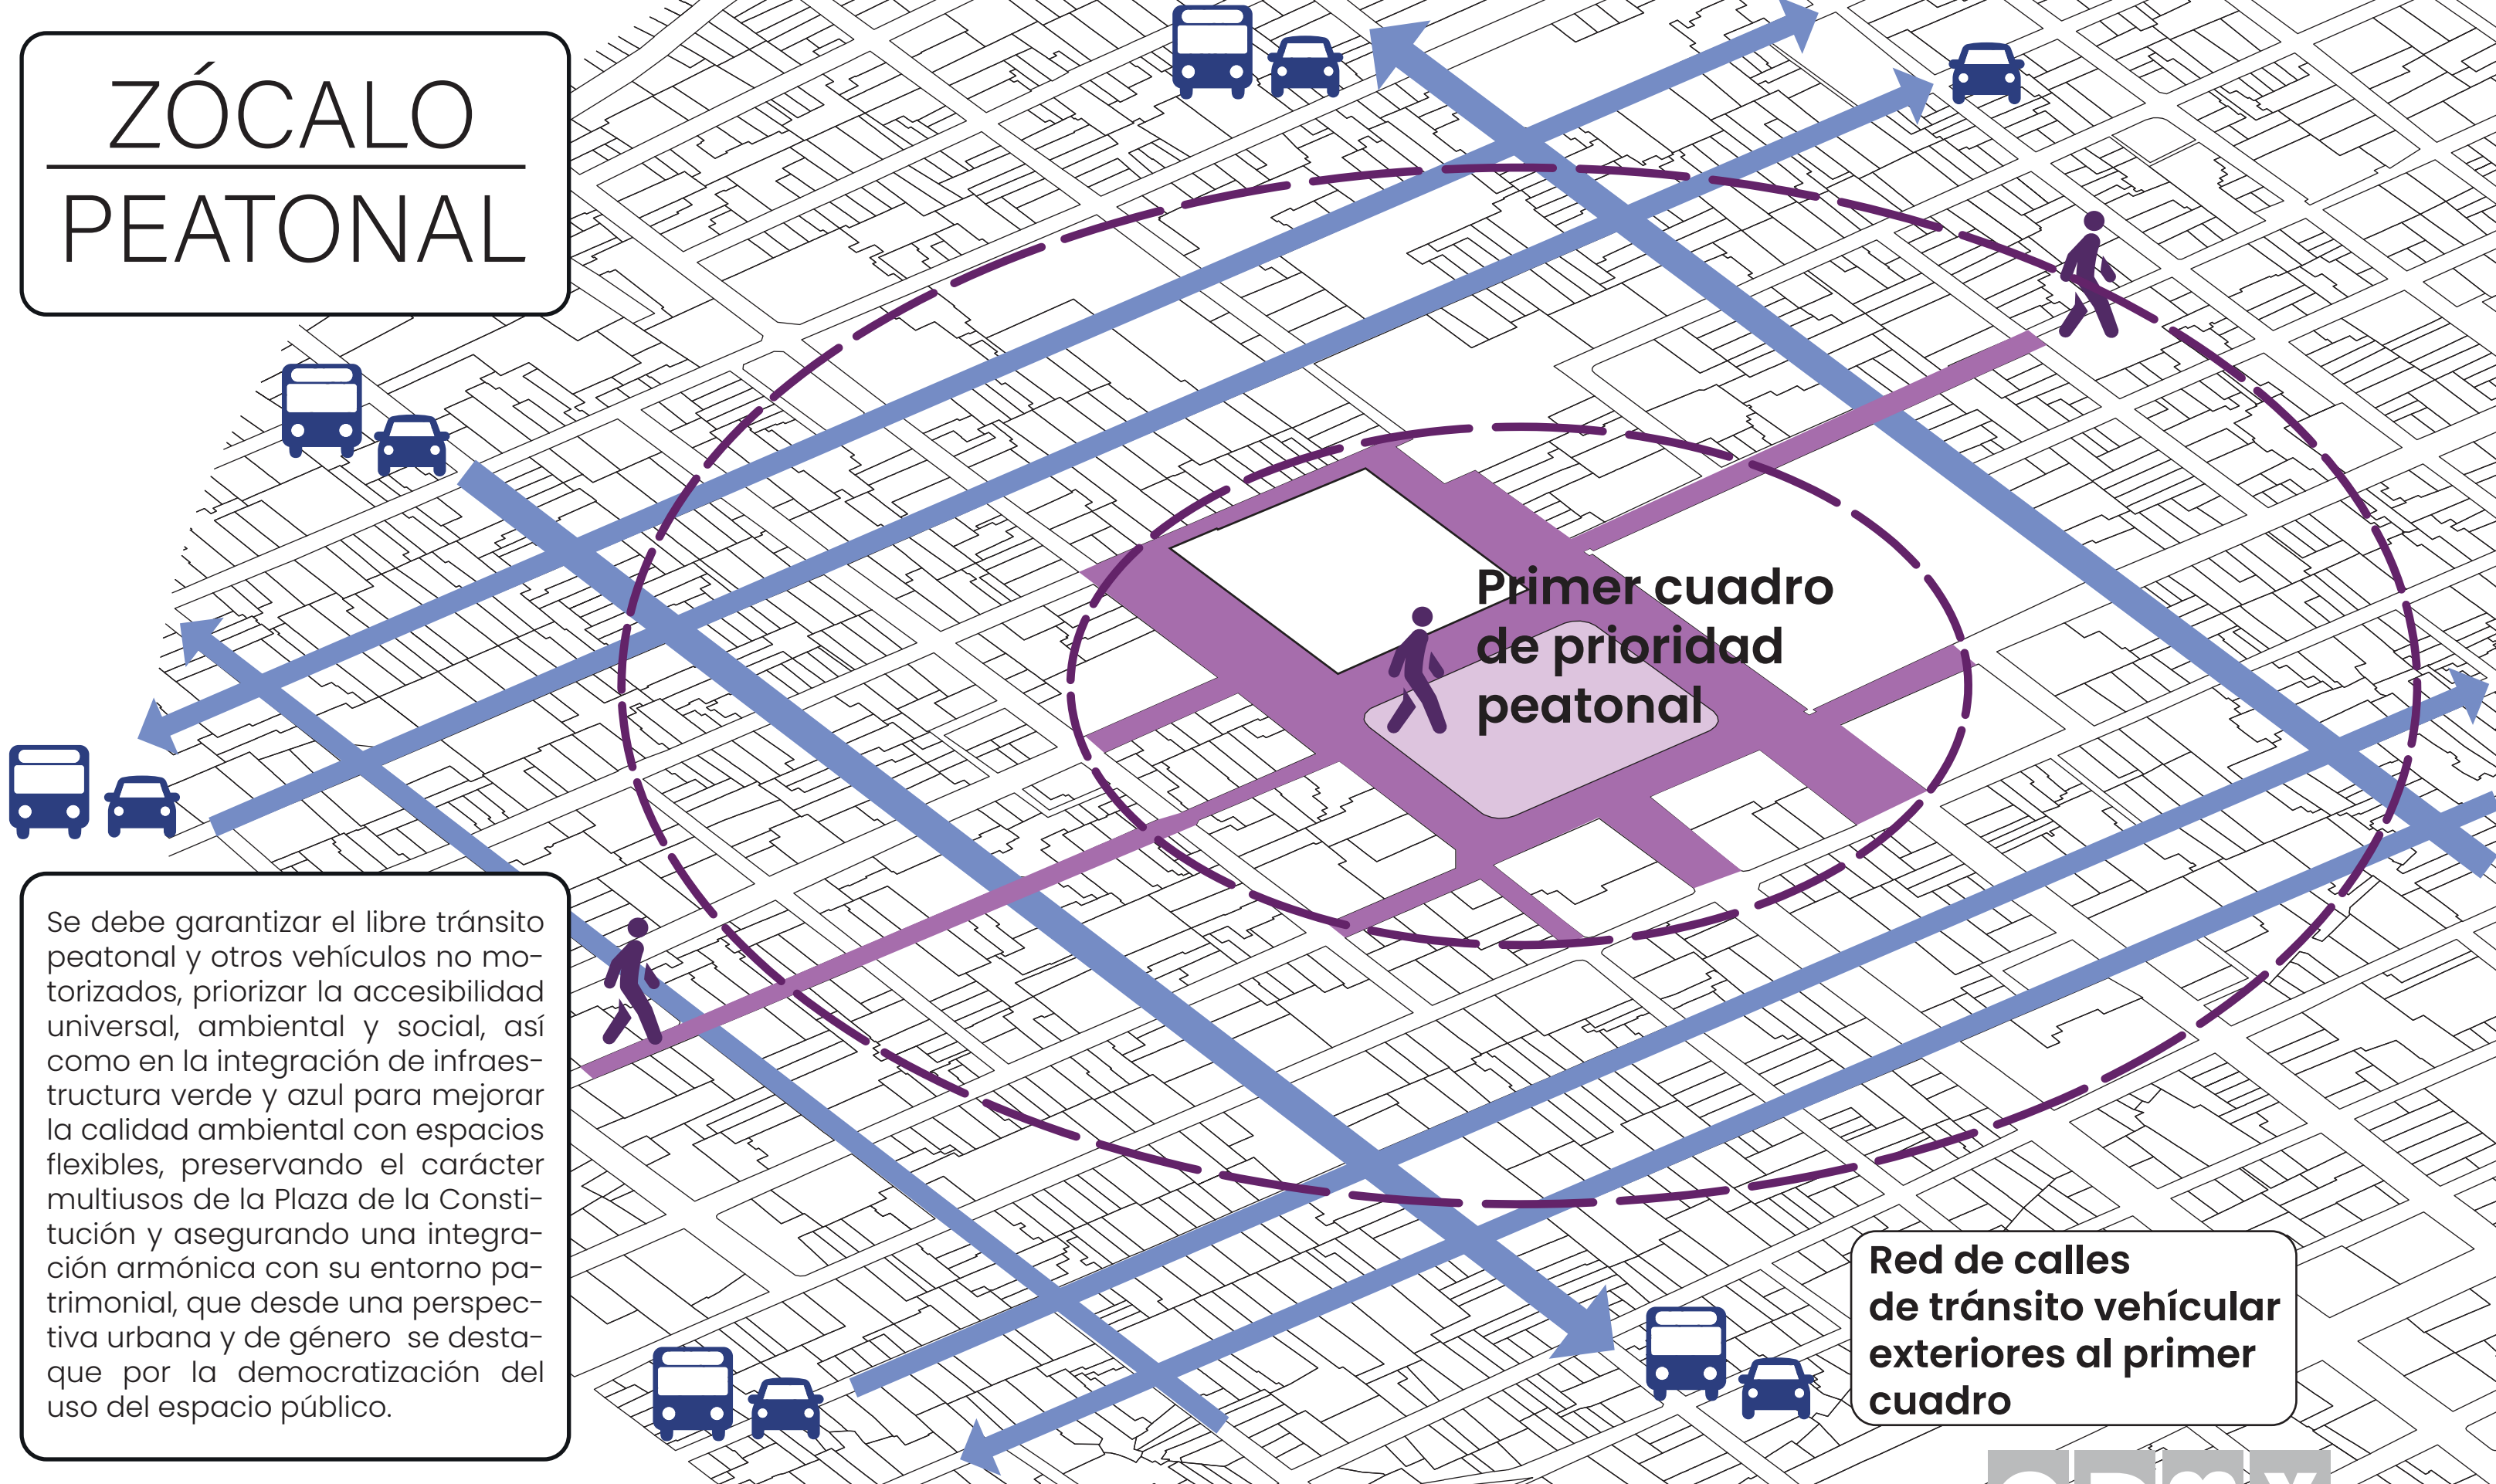 ZÓCALO
PEATONAL
Primer cuadro
de prioridad
peatonal
Se debe garantizar el libre tránsito
peatonal y otros vehículos no mo-
torizados, priorizar la accesibilidad
universal, ambiental y social, así
como en la integración de infraes-
tructura verde y azul para mejorar
la calidad ambiental con espacios
flexibles, preservando el carácter
multiusos de la Plaza de la Consti-
tución y asegurando una integra-
ción armónica con su entorno pa-
trimonial, que desde una perspec-
tiva urbana y de género se desta-
que por la democratización del
uso del espacio público.
Red de calles
de tránsito vehícular
exteriores al primer
cuadro